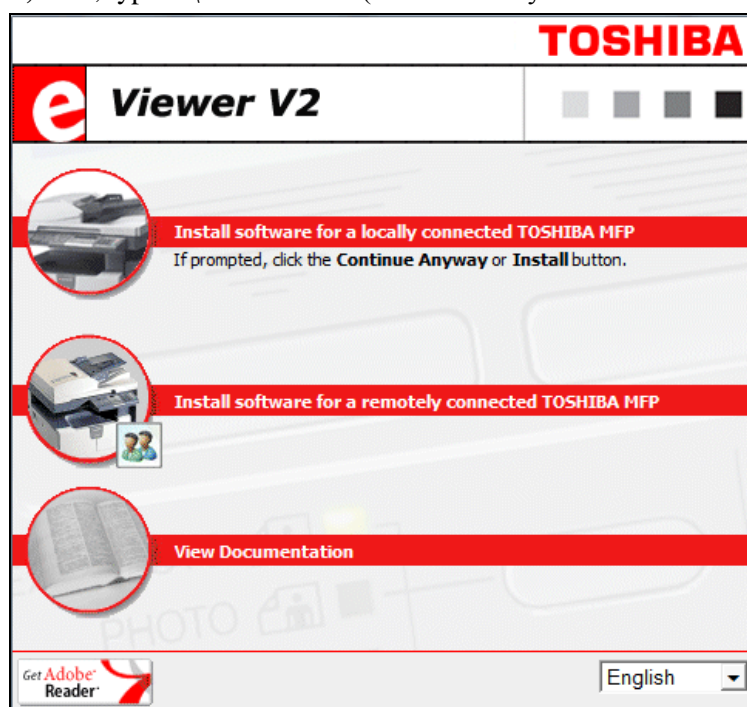 TOSHIBA
e Viewer V2
Install software for a locally connected TOSHIBA MFP
If prompted, click the Continue Anyway or Install button.
Install software for a remotely connected TOSHIBA MFP
View Documentation
PHOTO
Get Adobe
Reader
English